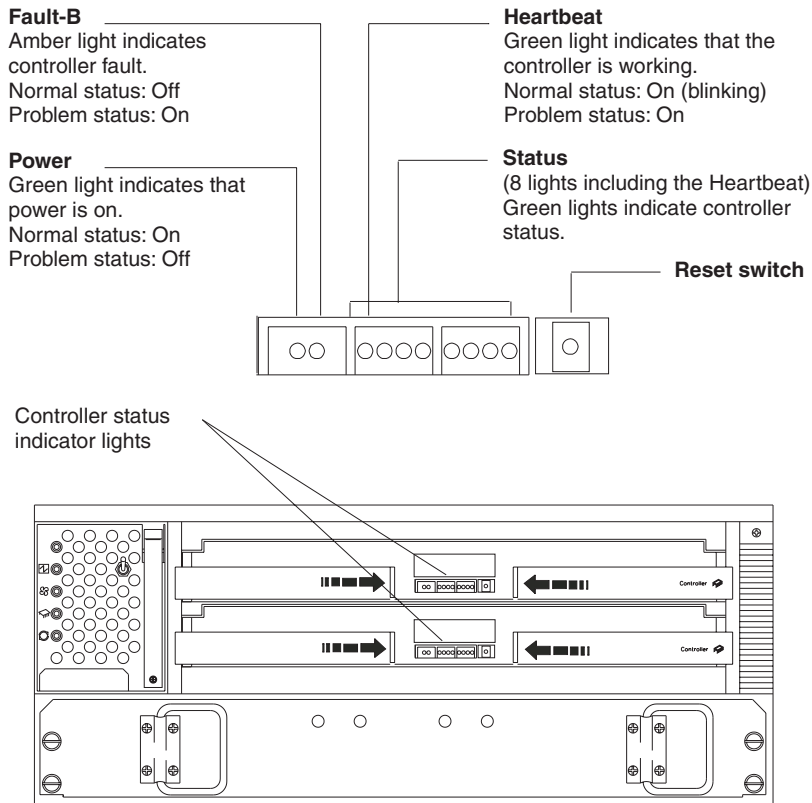 Fault-B
Amber light indicates
controller fault.
Normal status: Off
Problem status: On
Power
Green light indicates that
power is on.
Normal status: On
Problem status: Off
Heartbeat
Green light indicates that the
controller is working.
Normal status: On (blinking)
Problem status: On
Status
(8 lights including the Heartbeat)
Green lights indicate controller
status.
Reset switch
Controller status
indicator lights
Controller
Controller